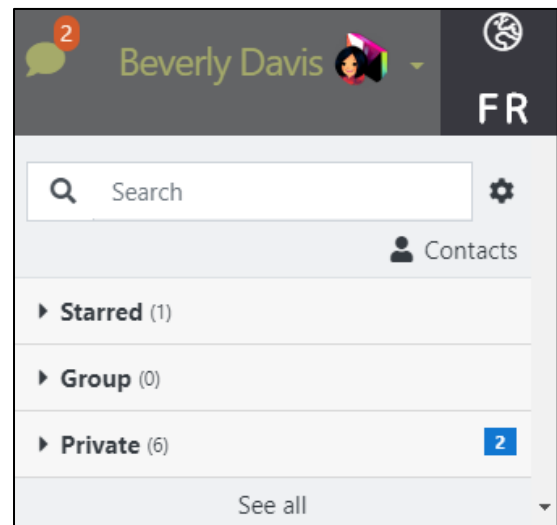 2
Beverly Davis
FR
Search
Contacts
Starred (1)
Group (0)
Private (6) 2
See all